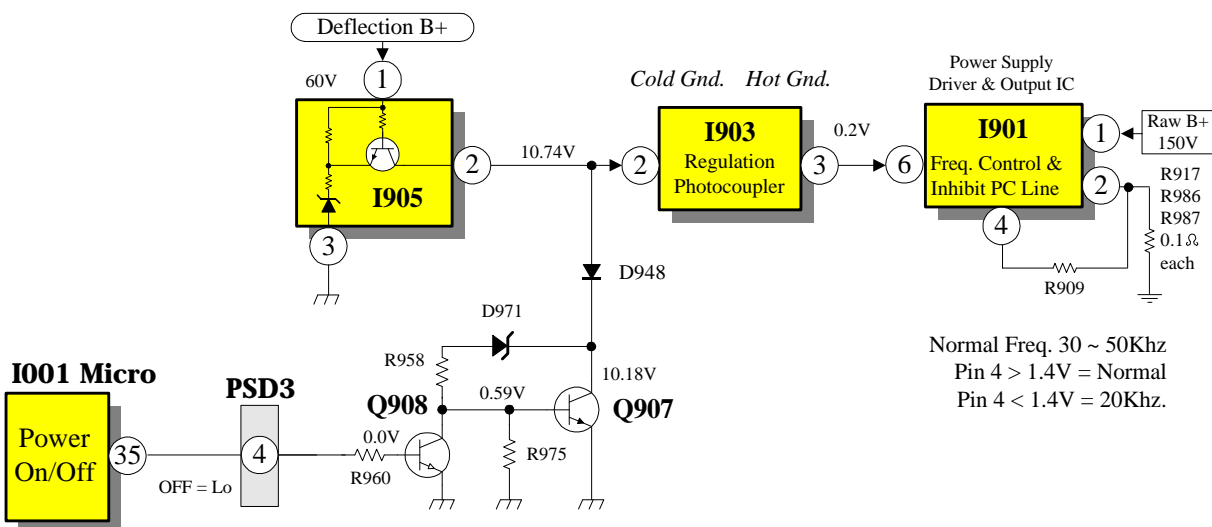 Deflection B+
1
60V
I905
2
3
10.74V
Cold Gnd. Hot Gnd.
2
I903
Regulation
Photocoupler
3
0.2V
Power Supply
Driver & Output IC
6
I901
Freq. Control &
Inhibit PC Line
1
2
4
Raw B+
150V
R917
R986
R987
0.1Ω
each
R909
D948
D971
R958
10.18V
Q907
0.59V
Q908
0.0V
R975
R960
I001 Micro
Power
On/Off
35
OFF = Lo
PSD3
4
Normal Freq. 30 ~ 50Khz
Pin 4 > 1.4V = Normal
Pin 4 < 1.4V = 20Khz.